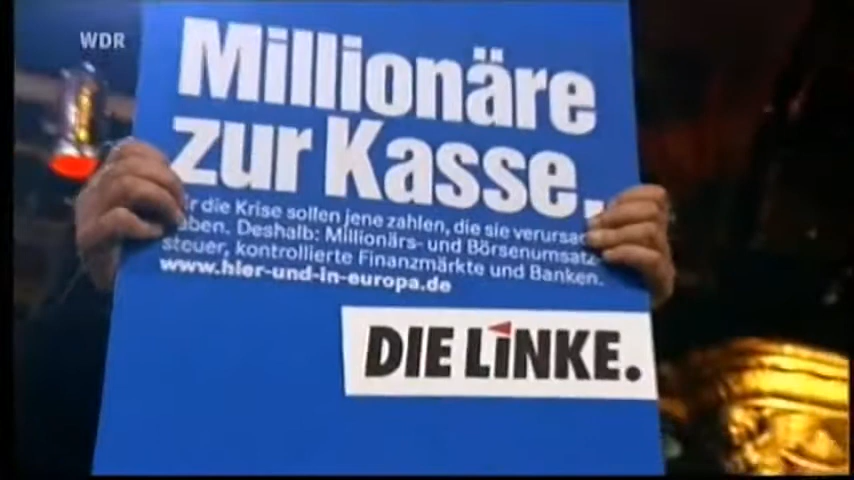 WDR
Millionäre
zur Kasse.
die Krise sollen jene zahlen, die sie verursacht
Deshalb: Millionärs- und Börsenumsatz-
steuer, kontrollierte Finanzmärkte und Banken.
www.hier-und-in-europa.de
DIE LINKE.